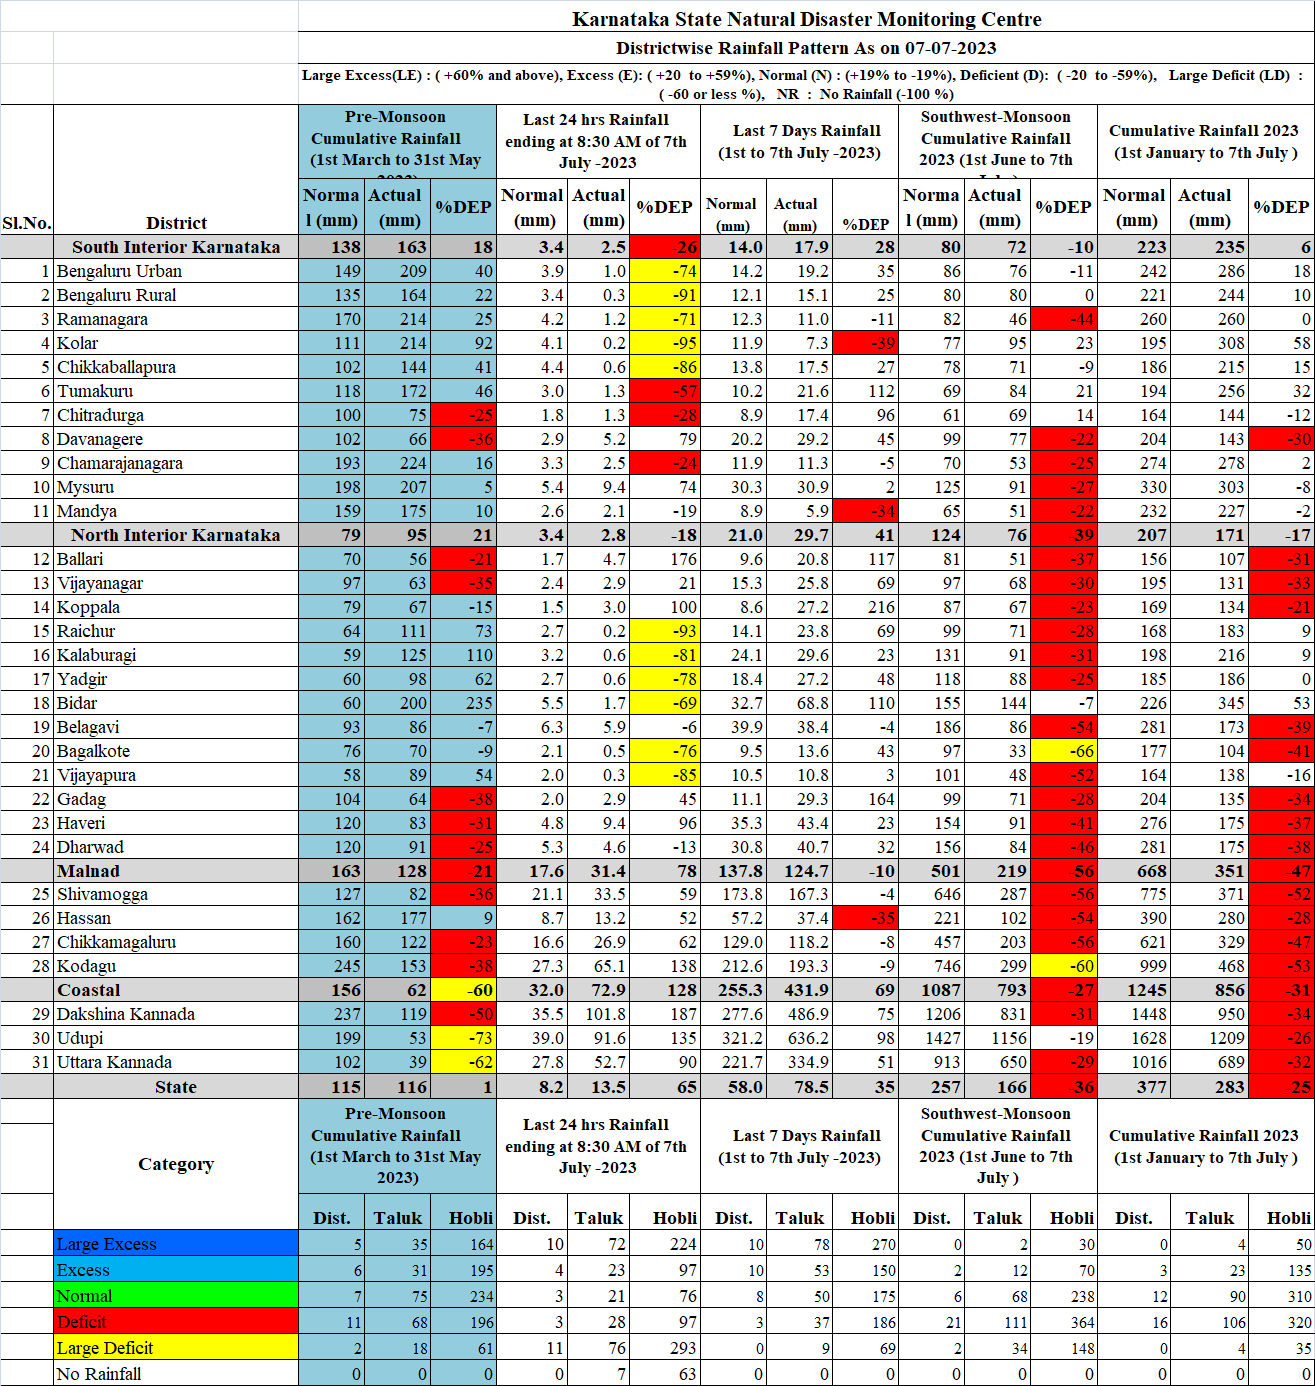 Karnataka State Natural Disaster Monitoring Centre
Districtwise Rainfall Pattern As on 07-07-2023
Large Excess(LE) : ( +60% and above), Excess (E): ( +20 to +59%), Normal (N) : (+19% to -19%), Deficient (D): ( -20 to -59%), Large Deficit (LD) :
( -60 or less %), NR : No Rainfall (-100 %)
Pre-Monsoon Cumulative Rainfall (1st March to 31st May Last 24 hrs Rainfall ending at 8:30 AM of 7th July -2023 Last 7 Days Rainfall (1st to 7th July -2023) Southwest-Monsoon Cumulative Rainfall 2023 (1st June to 7th Cumulative Rainfall 2023 (1st January to 7th July )
Sl.No. District Norma l (mm) Actual (mm) %DEP Normal (mm) Actual (mm) %DEP Normal (mm) Actual (mm) %DEP Norma l (mm) Actual (mm) %DEP Normal (mm) Actual (mm) %DEP
South Interior Karnataka 138 163 18 3.4 2.5 -26 14.0 17.9 28 80 72 -10 223 235 6
1 Bengaluru Urban 149 209 40 3.9 1.0 -74 14.2 19.2 35 86 76 -11 242 286 18
2 Bengaluru Rural 135 164 22 3.4 0.3 -91 12.1 15.1 25 80 80 0 221 244 10
3 Ramanagara 170 214 25 4.2 1.2 -71 12.3 11.0 -11 82 46 -44 260 260 0
4 Kolar 111 214 92 4.1 0.2 -95 11.9 7.3 -39 77 95 23 195 308 58
5 Chikkaballapura 102 144 41 4.4 0.6 -86 13.8 17.5 27 78 71 -9 186 215 15
6 Tumakuru 118 172 46 3.0 1.3 -57 10.2 21.6 112 69 84 21 194 256 32
7 Chitradurga 100 75 -25 1.8 1.3 -28 8.9 17.4 96 61 69 14 164 144 -12
8 Davanagere 102 66 -36 2.9 5.2 79 20.2 29.2 45 99 77 -22 204 143 -30
9 Chamarajanagara 193 224 16 3.3 2.5 -24 11.9 11.3 -5 70 53 -25 274 278 2
10 Mysuru 198 207 5 5.4 9.4 74 30.3 30.9 2 125 91 -27 330 303 -8
11 Mandya 159 175 10 2.6 2.1 -19 8.9 5.9 -34 65 51 -22 232 227 -2
North Interior Karnataka 79 95 21 3.4 2.8 -18 21.0 29.7 41 124 76 -39 207 171 -17
12 Ballari 70 56 -21 1.7 4.7 176 9.6 20.8 117 81 51 -37 156 107 -31
13 Vijayanagar 97 63 -35 2.4 2.9 21 15.3 25.8 69 97 68 -30 195 131 -33
14 Koppala 79 67 -15 1.5 3.0 100 8.6 27.2 216 87 67 -23 169 134 -21
15 Raichur 64 111 73 2.7 0.2 -93 14.1 23.8 69 99 71 -28 168 183 9
16 Kalaburagi 59 125 110 3.2 0.6 -81 24.1 29.6 23 131 91 -31 198 216 9
17 Yadgir 60 98 62 2.7 0.6 -78 18.4 27.2 48 118 88 -25 185 186 0
18 Bidar 60 200 235 5.5 1.7 -69 32.7 68.8 110 155 144 -7 226 345 53
19 Belagavi 93 86 -7 6.3 5.9 -6 39.9 38.4 -4 186 86 -54 281 173 -39
20 Bagalkote 76 70 -9 2.1 0.5 -76 9.5 13.6 43 97 33 -66 177 104 -41
21 Vijayapura 58 89 54 2.0 0.3 -85 10.5 10.8 3 101 48 -52 164 138 -16
22 Gadag 104 64 -38 2.0 2.9 45 11.1 29.3 164 99 71 -28 204 135 -34
23 Haveri 120 83 -31 4.8 9.4 96 35.3 43.4 23 154 91 -41 276 175 -37
24 Dharwad 120 91 -25 5.3 4.6 -13 30.8 40.7 32 156 84 -46 281 175 -38
Malnad 163 128 -21 17.6 31.4 78 137.8 124.7 -10 501 219 -56 668 351 -47
25 Shivamogga 127 82 -36 21.1 33.5 59 173.8 167.3 -4 646 287 -56 775 371 -52
26 Hassan 162 177 9 8.7 13.2 52 57.2 37.4 -35 221 102 -54 390 280 -28
27 Chikkamagaluru 160 122 -23 16.6 26.9 62 129.0 118.2 -8 457 203 -56 621 329 -47
28 Kodagu 245 153 -38 27.3 65.1 138 212.6 193.3 -9 746 299 -60 999 468 -53
Coastal 156 62 -60 32.0 72.9 128 255.3 431.9 69 1087 793 -27 1245 856 -31
29 Dakshina Kannada 237 119 -50 35.5 101.8 187 277.6 486.9 75 1206 831 -31 1448 950 -34
30 Udupi 199 53 -73 39.0 91.6 135 321.2 636.2 98 1427 1156 -19 1628 1209 -26
31 Uttara Kannada 102 39 -62 27.8 52.7 90 221.7 334.9 51 913 650 -29 1016 689 -32
State 115 116 1 8.2 13.5 65 58.0 78.5 35 257 166 -36 377 283 -25
Category Pre-Monsoon Cumulative Rainfall (1st March to 31st May 2023) Last 24 hrs Rainfall ending at 8:30 AM of 7th July -2023 Last 7 Days Rainfall (1st to 7th July -2023) Southwest-Monsoon Cumulative Rainfall 2023 (1st June to 7th July ) Cumulative Rainfall 2023 (1st January to 7th July )
Dist. Taluk Hobli Dist. Taluk Hobli Dist. Taluk Hobli Dist. Taluk Hobli Dist. Taluk Hobli
Large Excess 5 35 164 10 72 224 10 78 270 0 2 30 0 4 50
Excess 6 31 195 4 23 97 10 53 150 2 12 70 3 23 135
Normal 7 75 234 3 21 76 8 50 175 6 68 238 12 90 310
Deficit 11 68 196 3 28 97 3 37 186 21 111 364 16 106 320
Large Deficit 2 18 61 11 76 293 0 9 69 2 34 148 0 4 35
No Rainfall 0 0 0 0 7 63 0 0 0 0 0 0 0 0 0